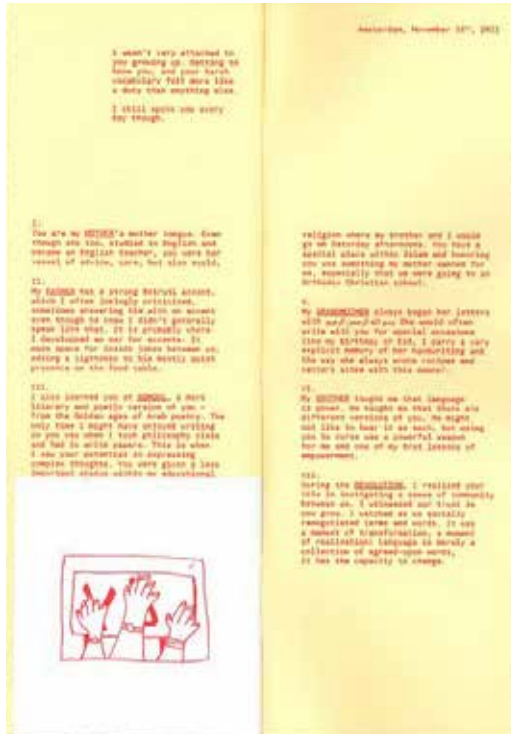 I wasn't very attached to
you growing up. Getting to
know you, and your harsh
vocabulary felt more like
a duty than anything else.
I still spoke you every
day though.
I.
You are my MOTHER's mother tongue. Even
though she too, studied in English and
became an English teacher, you were her
vessel of advice, care, but also
II.
My FATHER has a strong Beiruti accent,
which I often lovingly criticized,
sometimes answering him with an accent
even though he knew I didn't generally
speak like that. It is probably where
I developed an ear for accents. It
made space for inside jokes between us,
adding a lightness to his mostly quiet
presence on the food table.
III.
I also learned you at SCHOOL, a more
literary and poetic version of you -
from the Golden ages of Arab poetry. The
only time I might have enjoyed writing
in you was when I took philosophy class
and had to write papers. This is when
I saw your potential in expressing
complex thoughts. You were given a less
important status within my educational
Amsterdam, November
religion where my brother and I would
go on Saturday afternoons. You have a
special place within Islam and honoring
you was something my mother wanted for
us, especially that we were going to an
Orthodox Christian school.
V.
My GRANDMOTHER always began her letters
with بسم الله الرحمن الرحيم She would often
write with you for special occasions
like my birthday or Eid. I carry a very
explicit memory of her handwriting and
the way she always wrote
letters
VI.
My BROTHER taught me that language
is power. He taught me that there are
different versions of you. He might
not like to hear it as much, but using
you to curse was a powerful weapon
for me and one of my first lessons of
empowerment.
VII.
During the REVOLUTION, I realized your
role in instigating a sense of community
between us. I witnessed our trust in
you grow. I watched as we socially
renegotiated terms and words. It was
a moment of transformation, a moment
of realization: language is merely a
collection of agreed-upon words,
it has the capacity to change.